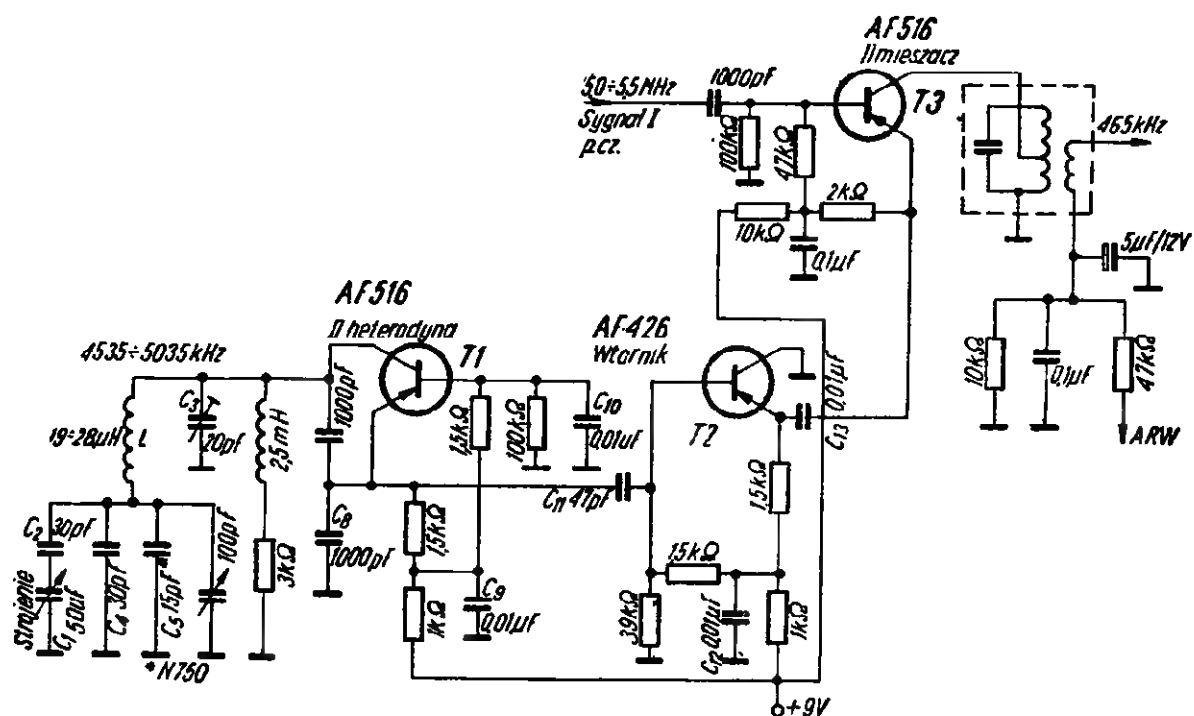 AF516
II mieszacz
T3
5,0÷5,5MHz
Sygnał I
p.cz.
1000pF
100kΩ
47kΩ
10kΩ
2kΩ
0,1µF
465kHz
5µF/12V
10kΩ
0,1µF
47kΩ
ARW
AF516
II heterodyna
T1
4535÷5035kHz
C3
20pF
19÷28µH
L
2,5mH
1000pF
1,5kΩ
100kΩ
C10
0,01uF
AF426
Wtórnik
T2
0,01µF
C13
C11 47pF
C2 30pF
Strojenie
C1 50uF
C4 30pF
C5 15pF*
100pF
3kΩ
C8
1000pF
1,5kΩ
1kΩ
C9
0,01µF
1,5kΩ
1,5kΩ
39kΩ
C12 0,01µF
1kΩ
*N750
+9V